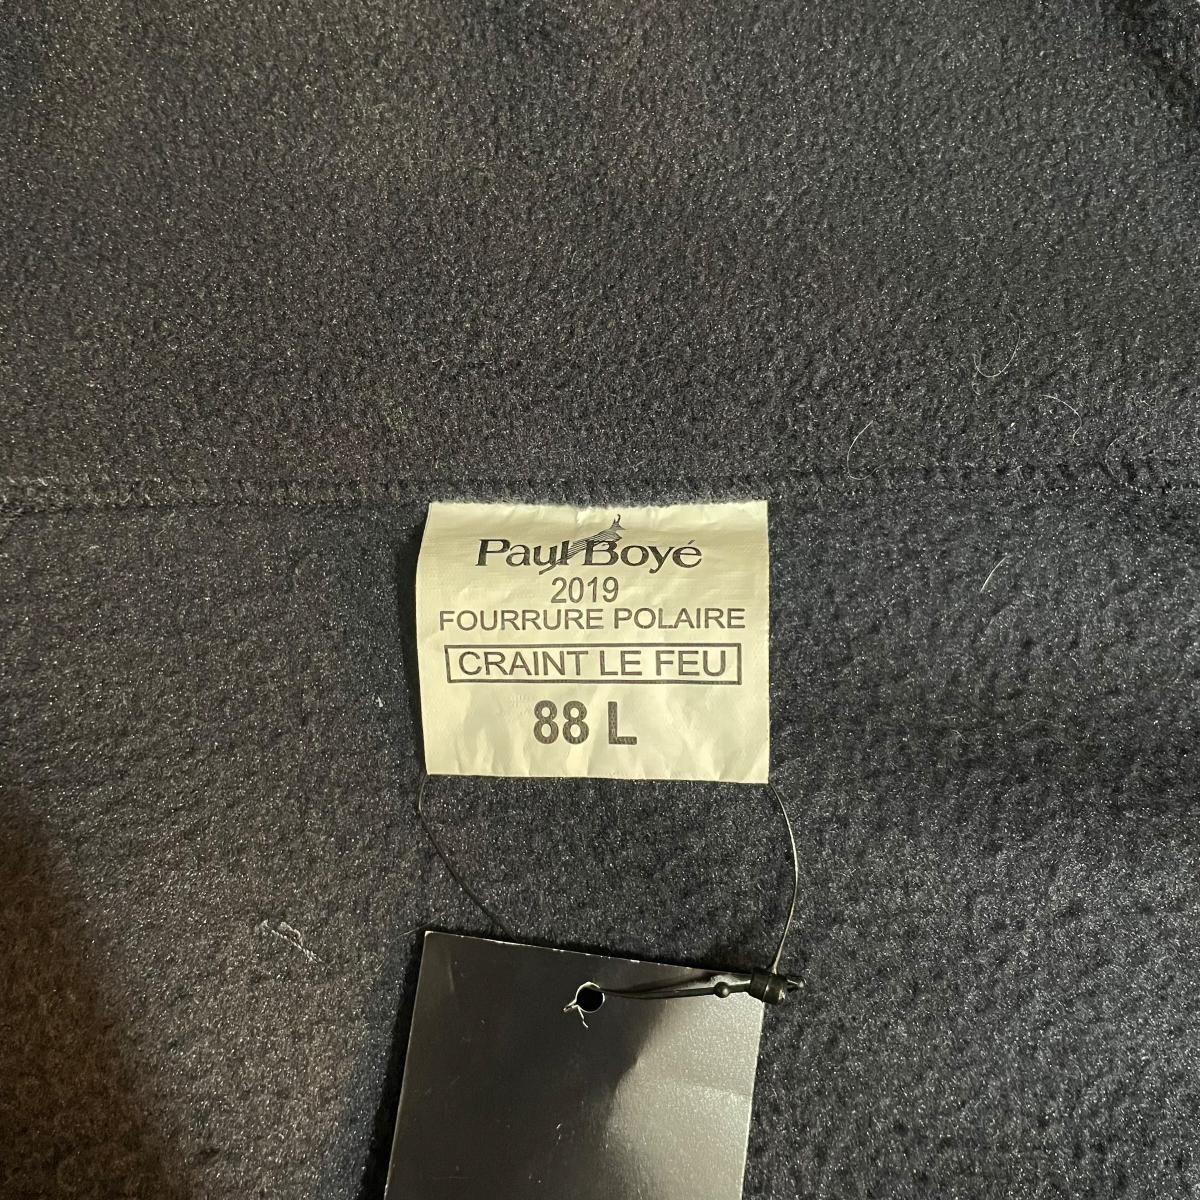 Paul Boyé
2019
FOURRURE POLAIRE
CRAINT LE FEU
88 L